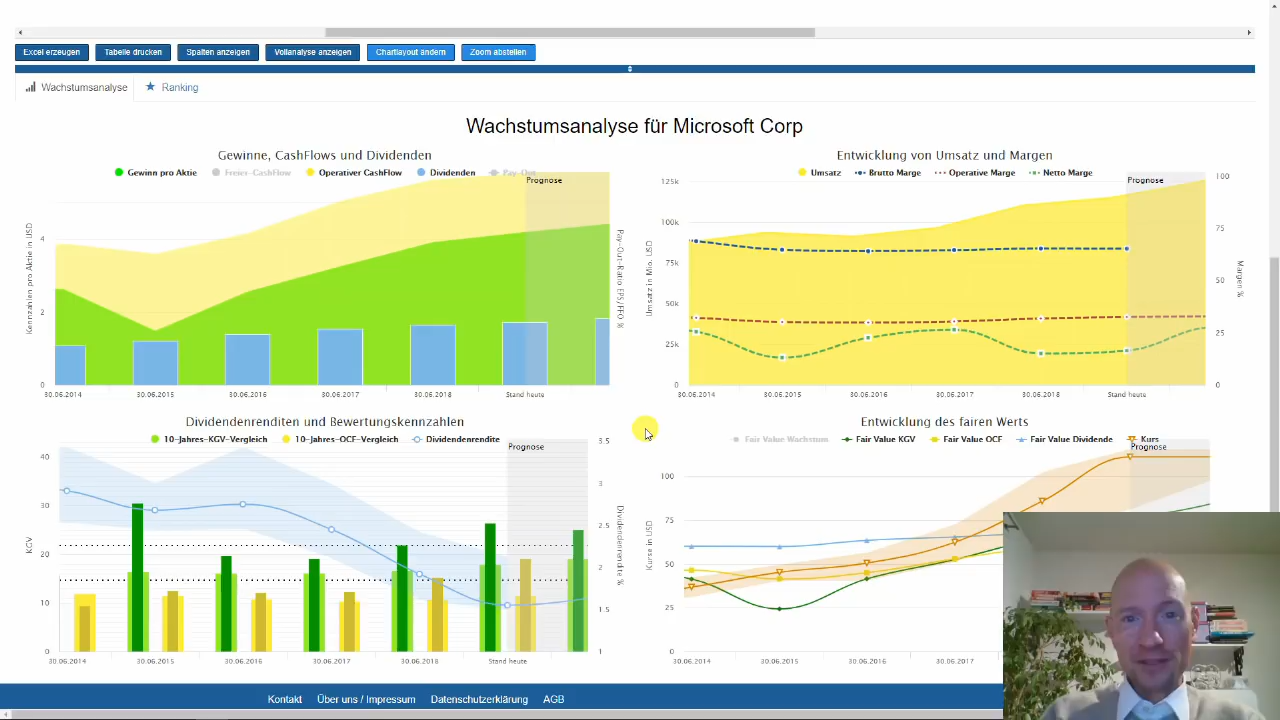 Excel erzeugen Tabelle drucken Spalten anzeigen Vollanalyse anzeigen Chartlayout ändern Zoom abstellen
Wachstumsanalyse Ranking
Wachstumsanalyse für Microsoft Corp
Gewinne, CashFlows und Dividenden
Gewinn pro Aktie Freier-CashFlow Operativer CashFlow Dividenden Pay-Out
Prognose
Kennzahlen pro Aktie in USD
4
2
0
Pay-Out-Ratio EPS/FFO %
30.06.2014 30.06.2015 30.06.2016 30.06.2017 30.06.2018 Stand heute
Entwicklung von Umsatz und Margen
Umsatz Brutto Marge Operative Marge Netto Marge
Prognose
Umsatz in Mio. USD
125k
100k
75k
50k
25k
0
100
75
50
25
0
Margen %
30.06.2014 30.06.2015 30.06.2016 30.06.2017 30.06.2018 Stand heute
Dividendenrenditen und Bewertungskennzahlen
10-Jahres-KGV-Vergleich 10-Jahres-OCF-Vergleich Dividendenrendite
Prognose
KGV
40
30
20
10
0
3.5
3
2.5
2
1.5
1
Dividendenrendite %
30.06.2014 30.06.2015 30.06.2016 30.06.2017 30.06.2018 Stand heute
Entwicklung des fairen Werts
Fair Value Wachstum Fair Value KGV Fair Value OCF Fair Value Dividende Kurs
Prognose
Kurse in USD
100
75
50
25
0
30.06.2014 30.06.2015 30.06.2016 30.06.2017
Kontakt Über uns / Impressum Datenschutzerklärung AGB